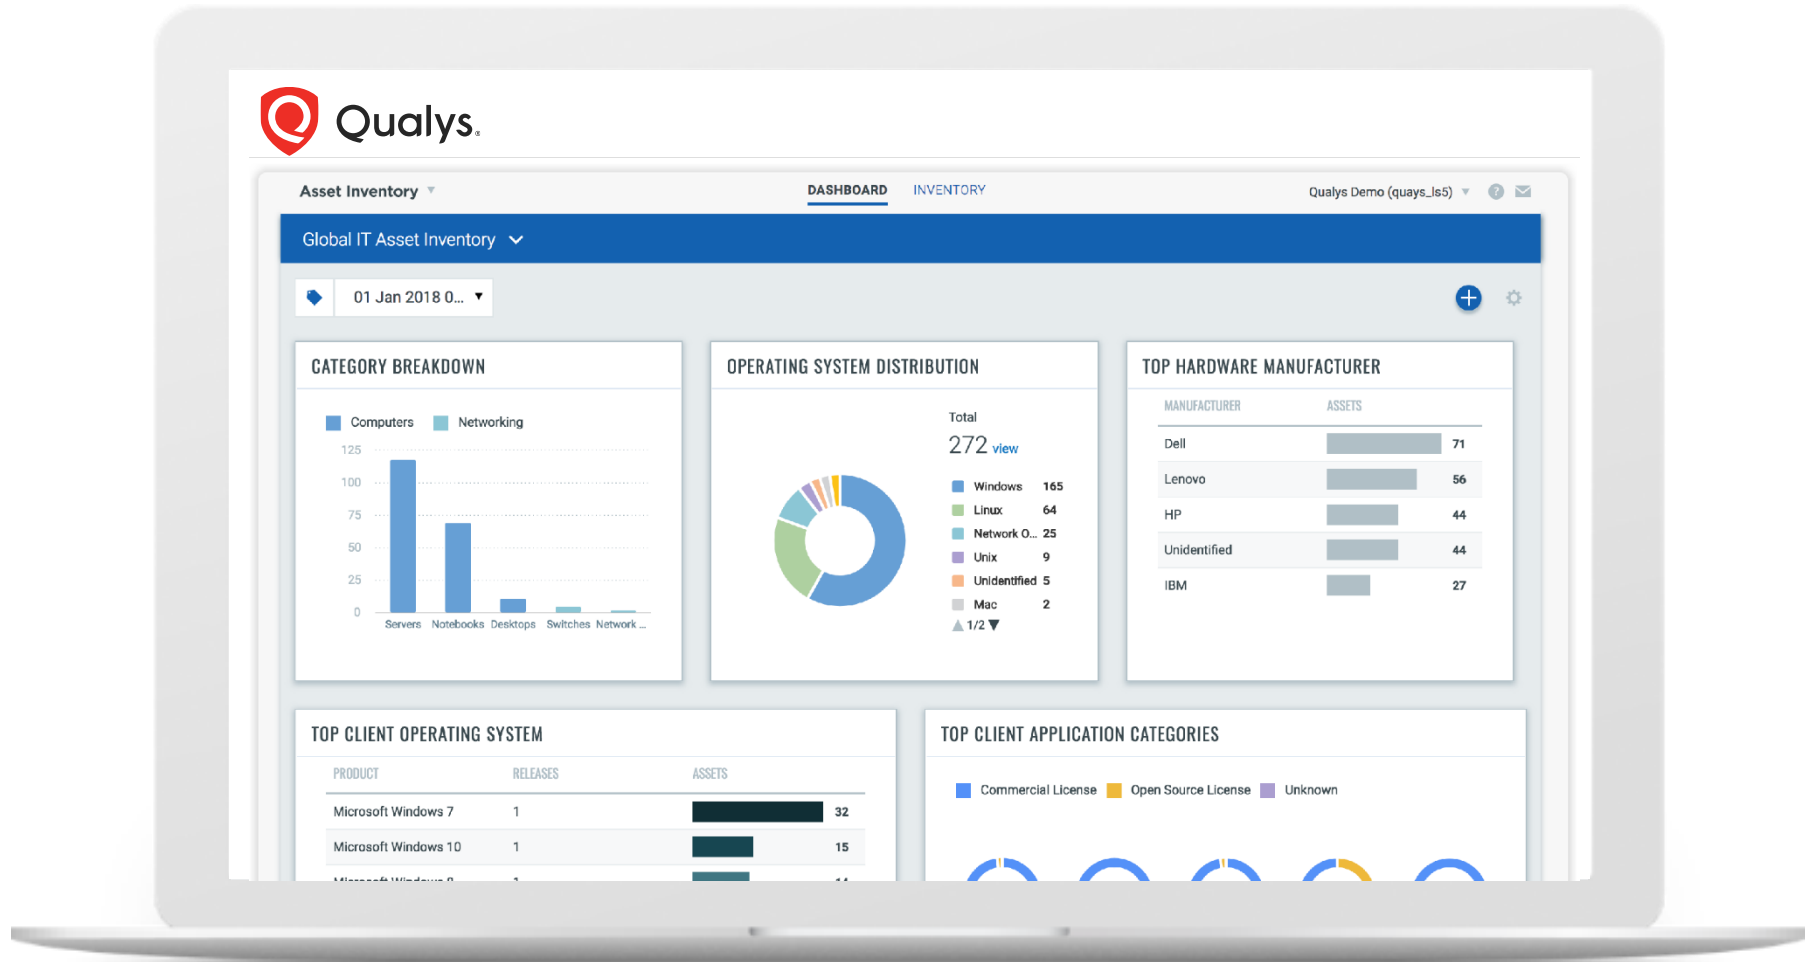 Qualys®
Asset Inventory
DASHBOARD INVENTORY
Qualys Demo (quays_ls5)
Global IT Asset Inventory
01 Jan 2018 0...
CATEGORY BREAKDOWN
Computers Networking
125
100
75
50
25
0
Servers Notebooks Desktops Switches Network ...
OPERATING SYSTEM DISTRIBUTION
Total
272 view
Windows 165
Linux 64
Network O... 25
Unix 9
Unidentified 5
Mac 2
1/2
TOP HARDWARE MANUFACTURER
MANUFACTURER ASSETS
Dell 71
Lenovo 56
HP 44
Unidentified 44
IBM 27
TOP CLIENT OPERATING SYSTEM
PRODUCT RELEASES ASSETS
Microsoft Windows 7 1 32
Microsoft Windows 10 1 15
Microsoft Windows
TOP CLIENT APPLICATION CATEGORIES
Commercial License Open Source License Unknown